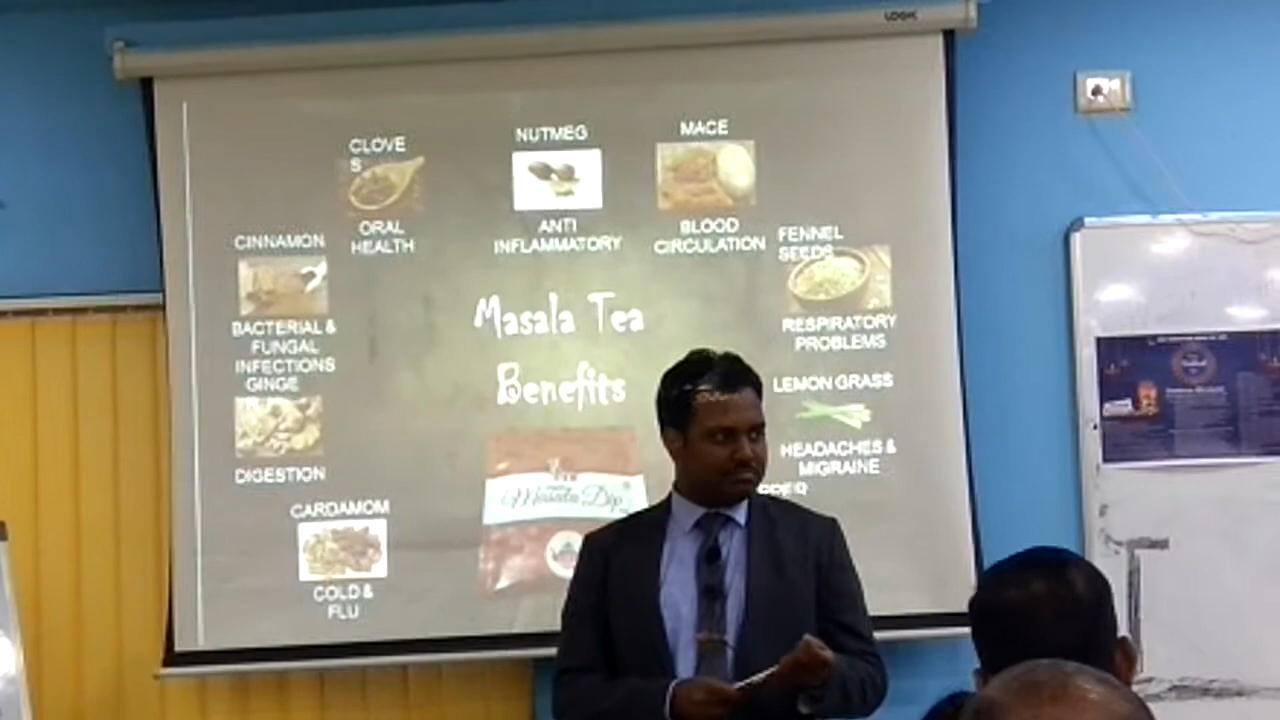 LOGIC
CLOVE
S
ORAL
HEALTH
NUTMEG
ANTI
INFLAMMATORY
MACE
BLOOD
CIRCULATION
FENNEL
SEEDS
RESPIRATORY
PROBLEMS
CINNAMON
BACTERIAL &
FUNGAL
INFECTIONS
GINGE
DIGESTION
Masala Tea
Benefits
LEMON GRASS
HEADACHES &
MIGRAINE
CARDAMOM
COLD &
FLU
Masala Dip